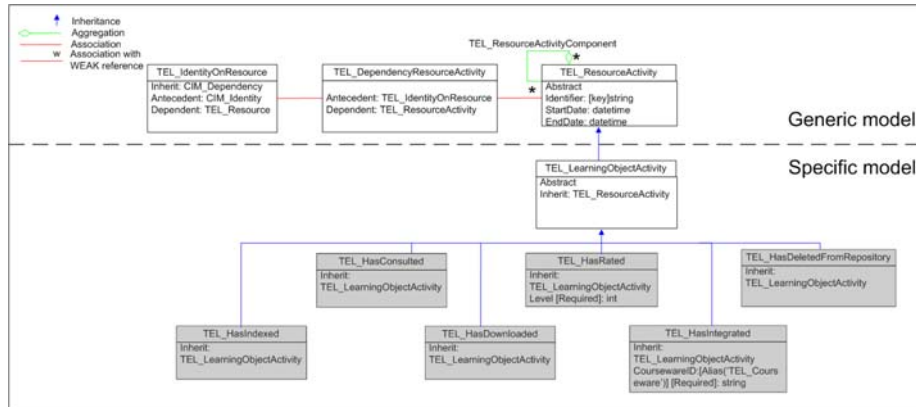 Inheritance
Aggregation
Association
w Association with
WEAK reference
TEL_ResourceActivityComponent
*
*
TEL_IdentityOnResource
Inherit: CIM_Dependency
Antecedent: CIM_Identity
Dependent: TEL_Resource
TEL_DependencyResourceActivity
Antecedent: TEL_IdentityOnResource
Dependent: TEL_ResourceActivity
TEL_ResourceActivity
Abstract
Identifier: [key]string
StartDate: datetime
EndDate: datetime
Generic model
Specific model
TEL_LearningObjectActivity
Abstract
Inherit: TEL_ResourceActivity
TEL_HasConsulted
Inherit:
TEL_LearningObjectActivity
TEL_HasRated
Inherit:
TEL_LearningObjectActivity
Level [Required]: int
TEL_HasDeletedFromRepository
Inherit:
TEL_LearningObjectActivity
TEL_HasIndexed
Inherit:
TEL_LearningObjectActivity
TEL_HasDownloaded
Inherit:
TEL_LearningObjectActivity
TEL_HasIntegrated
Inherit:
TEL_LearningObjectActivity
CoursewareID:[Alias('TEL_Cours
eware')] [Required]: string